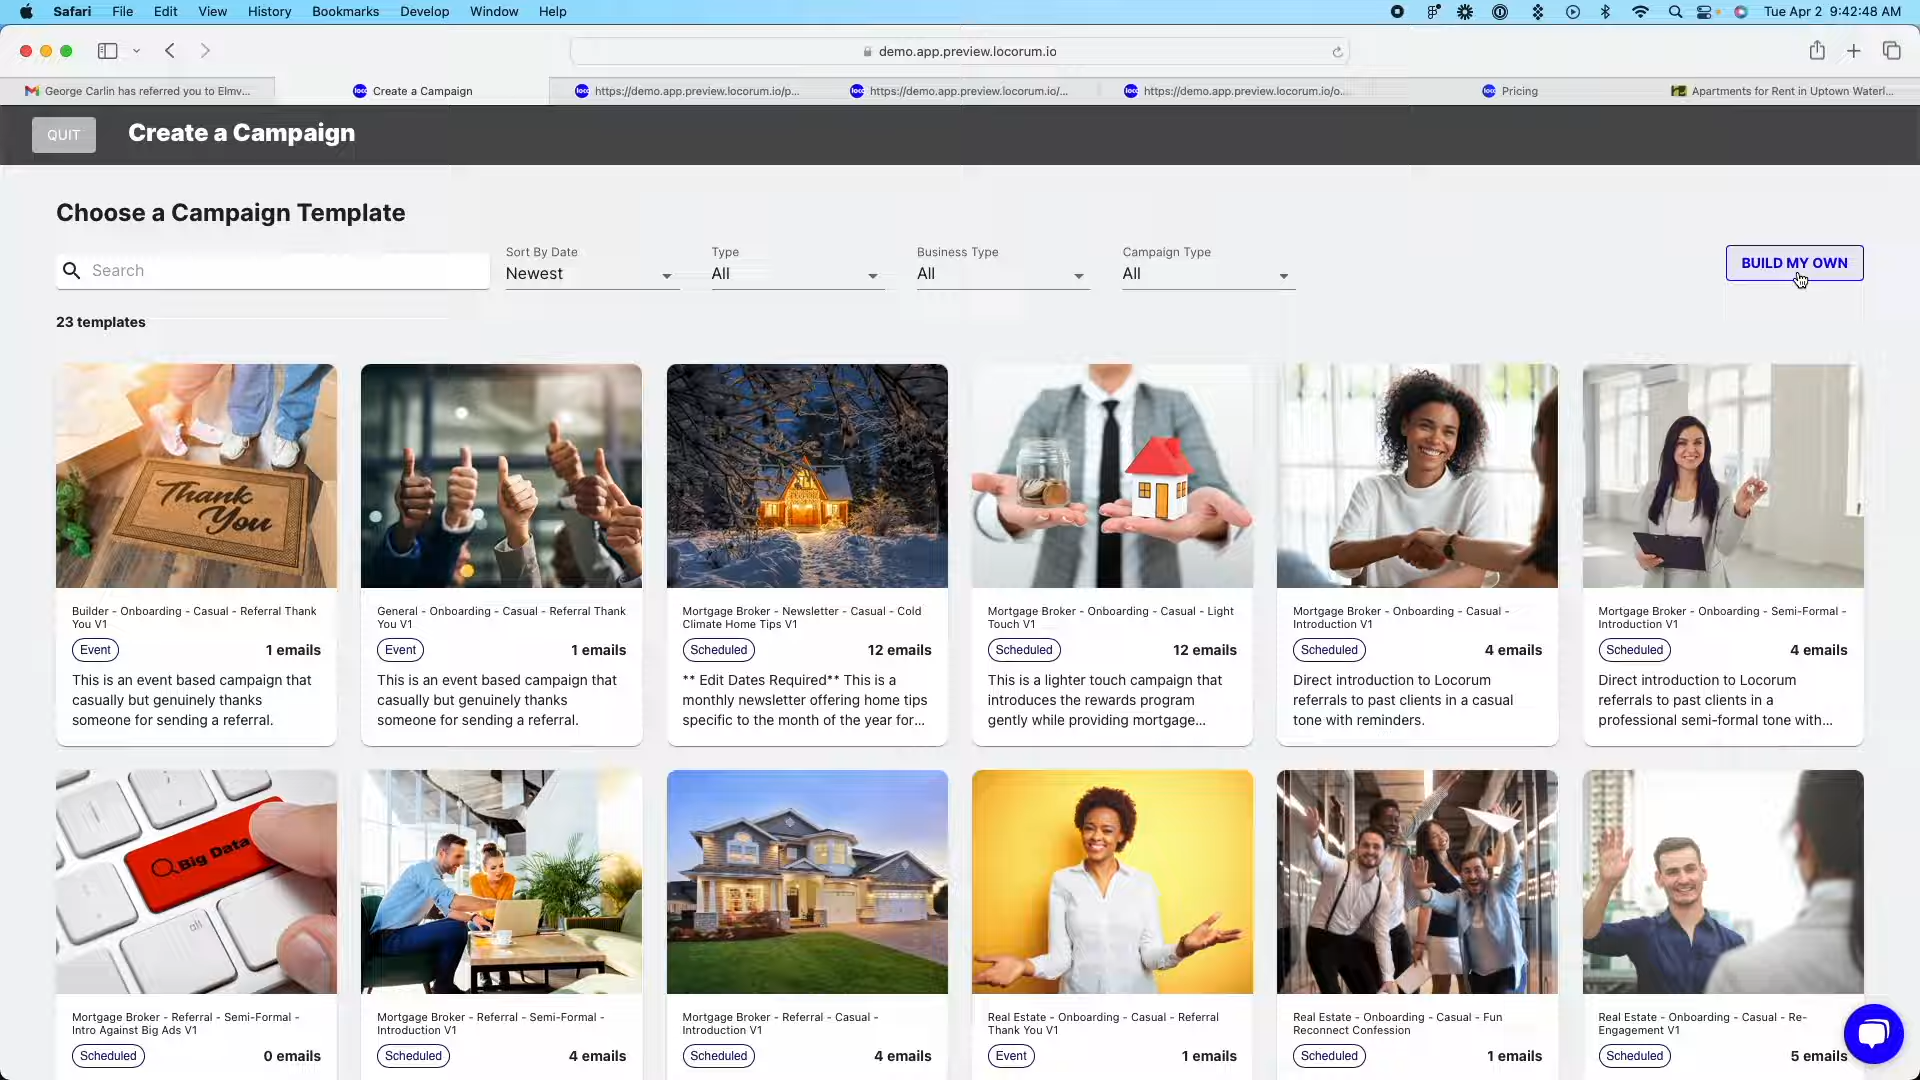 Safari File Edit View History Bookmarks Develop Window Help
Tue Apr 2 9:42:48 AM
demo.app.preview.locorum.io
George Carlin has referred you to Elmv...
Create a Campaign
https://demo.app.preview.locorum.io/p...
https://demo.app.preview.locorum.io/...
https://demo.app.preview.locorum.io/o...
Pricing
Apartments for Rent in Uptown Waterl...
QUIT
Create a Campaign
Choose a Campaign Template
Search
Sort By Date
Newest
Type
All
Business Type
All
Campaign Type
All
BUILD MY OWN
23 templates
Thank
You
Builder - Onboarding - Casual - Referral Thank
You V1
Event
1 emails
This is an event based campaign that
casually but genuinely thanks
someone for sending a referral.
General - Onboarding - Casual - Referral Thank
You V1
Event
1 emails
This is an event based campaign that
casually but genuinely thanks
someone for sending a referral.
Mortgage Broker - Newsletter - Casual - Cold
Climate Home Tips V1
Scheduled
12 emails
** Edit Dates Required** This is a
monthly newsletter offering home tips
specific to the month of the year for...
Mortgage Broker - Onboarding - Casual - Light
Touch V1
Scheduled
12 emails
This is a lighter touch campaign that
introduces the rewards program
gently while providing mortgage...
Mortgage Broker - Onboarding - Casual -
Introduction V1
Scheduled
4 emails
Direct introduction to Locorum
referrals to past clients in a casual
tone with reminders.
Mortgage Broker - Onboarding - Semi-Formal -
Introduction V1
Scheduled
4 emails
Direct introduction to Locorum
referrals to past clients in a
professional semi-formal tone with...
Big Data
alt
Mortgage Broker - Referral - Semi-Formal -
Intro Against Big Ads V1
Scheduled
0 emails
Mortgage Broker - Referral - Semi-Formal -
Introduction V1
Scheduled
4 emails
Mortgage Broker - Referral - Casual -
Introduction V1
Scheduled
4 emails
Real Estate - Onboarding - Casual - Referral
Thank You V1
Event
1 emails
Real Estate - Onboarding - Casual - Fun
Reconnect Confession
Scheduled
1 emails
Real Estate - Onboarding - Casual - Re-
Engagement V1
Scheduled
5 emails